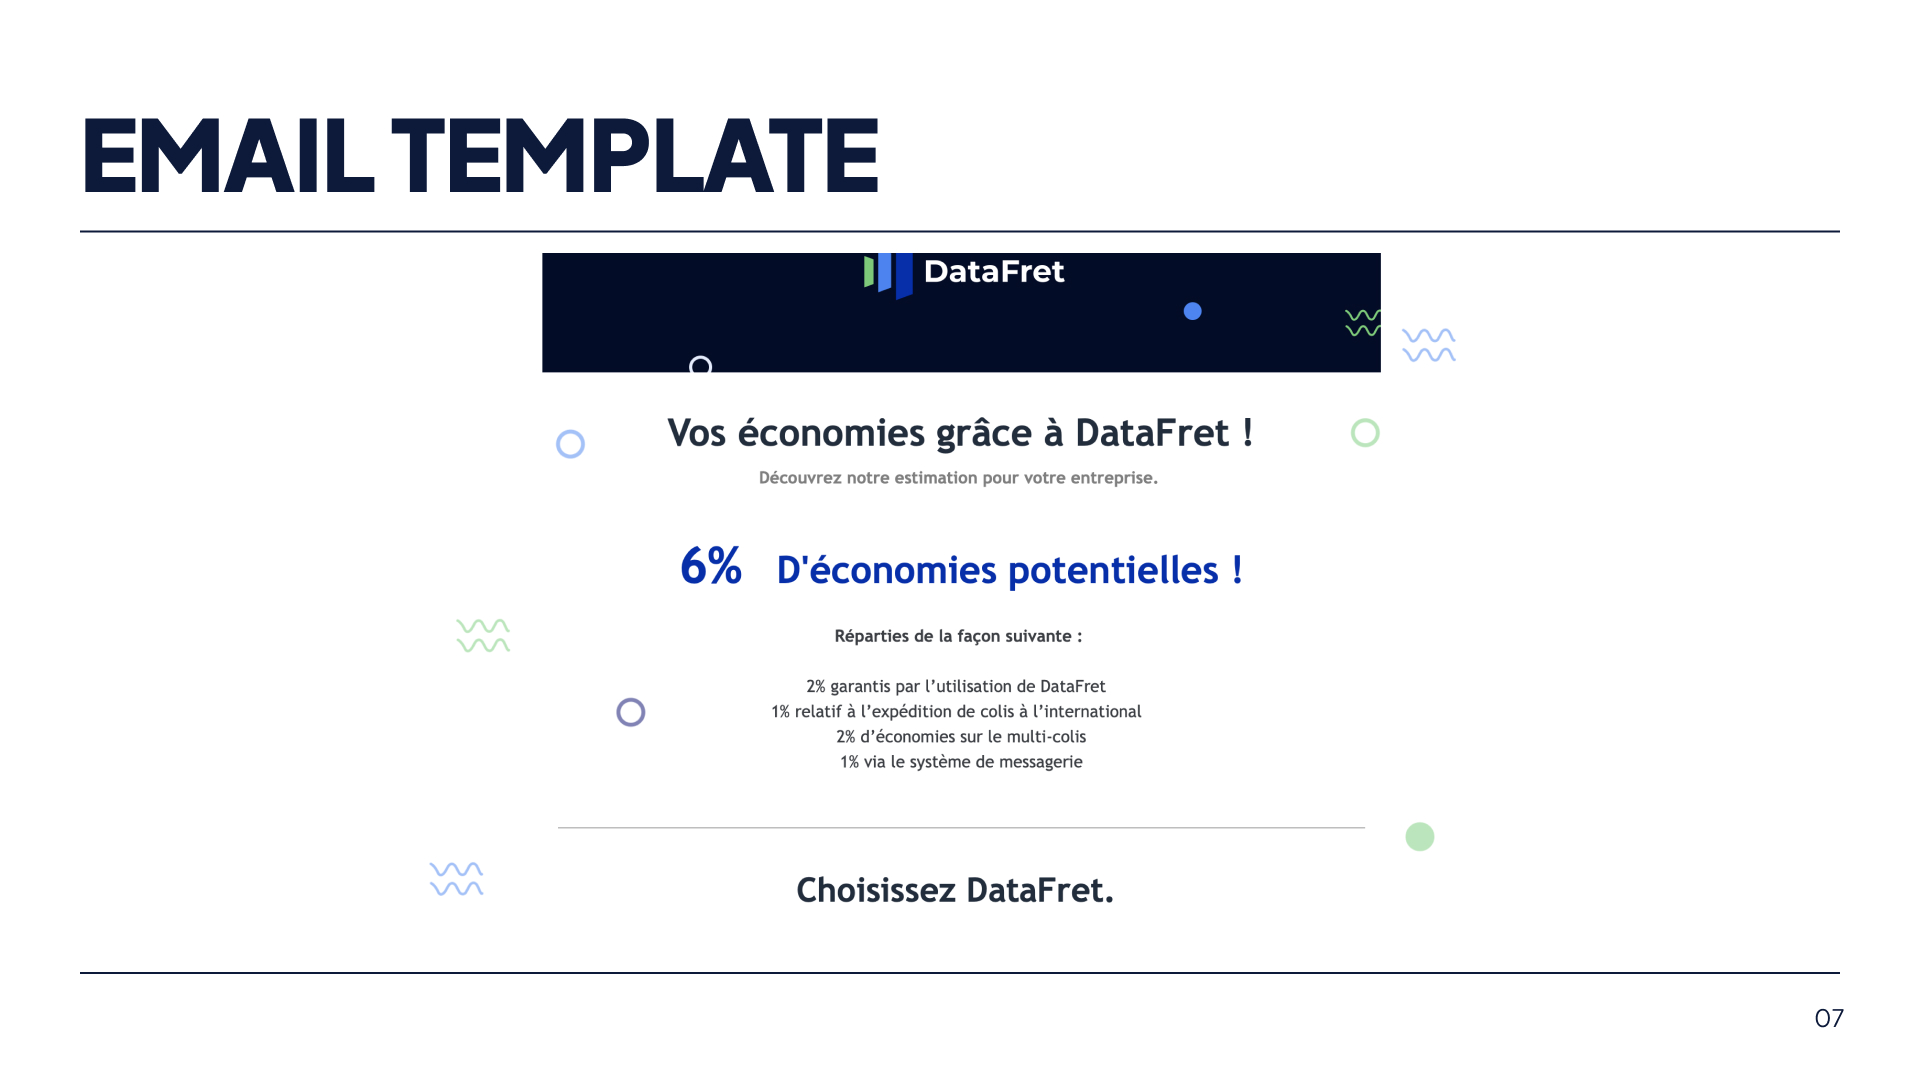 EMAIL TEMPLATE
DataFret
Vos économies grâce à DataFret !
Découvrez notre estimation pour votre entreprise.
6% D'économies potentielles !
Réparties de la façon suivante :
2% garantis par l’utilisation de DataFret
1% relatif à l’expédition de colis à l’international
2% d’économies sur le multi-colis
1% via le système de messagerie
Choisissez DataFret.
07